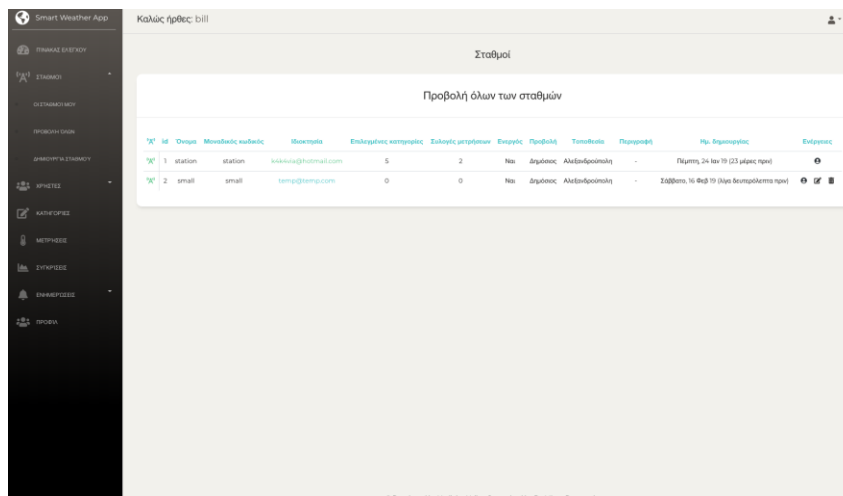 Smart Weather App
Καλώς ήρθες: bill
ΠΙΝΑΚΑΣ ΕΛΕΓΧΟΥ
ΣΤΑΘΜΟΙ
ΟΙ ΣΤΑΘΜΟΙ ΜΟΥ
ΠΡΟΒΟΛΗ ΟΛΩΝ
ΔΗΜΙΟΥΡΓΙΑ ΣΤΑΘΜΟΥ
ΧΡΗΣΤΕΣ
ΚΑΤΗΓΟΡΙΕΣ
ΜΕΤΡΗΣΕΙΣ
ΣΥΓΚΡΙΣΕΙΣ
ΕΝΗΜΕΡΩΣΕΙΣ
ΠΡΟΦΙΛ
Σταθμοί
Προβολή όλων των σταθμών
id Όνομα Μοναδικός κωδικός Ιδιοκτησία Επιλεγμένες κατηγορίες Συλογές μετρήσεων Ενεργός Προβολή Τοποθεσία Περιγραφή Ημ. δημιουργίας Ενέργειες
1 station station @hotmail.com 5 2 Ναι Δημόσιος Αλεξανδρούπολη - Πέμπτη, 24 Ιαν 19 (23 μέρες πριν)
2 small small temp@temp.com 0 0 Ναι Δημόσιος Αλεξανδρούπολη - Σάββατο, 16 Φεβ 19 (λίγα δευτερόλεπτα πριν)